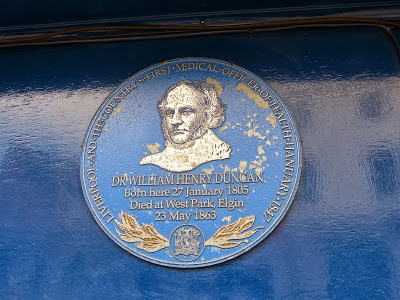 LIVERPOOL AND THE COUNTRY'S FIRST MEDICAL OFFICER OF HEALTH JANUARY 1847
DR WILLIAM HENRY DUNCAN
Born here 27 January 1805
Died at West Park, Elgin
23 May 1863